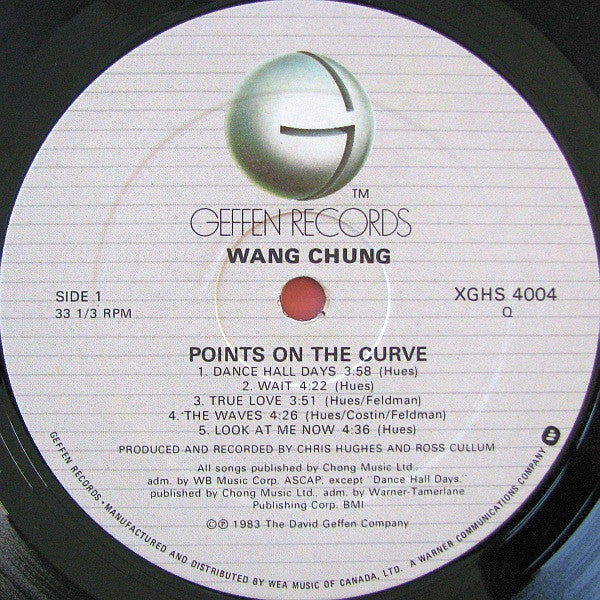 TM
GEFFEN RECORDS
WANG CHUNG
SIDE 1
33 1/3 RPM
XGHS 4004
Q
POINTS ON THE CURVE
1. DANCE HALL DAYS 3:58 (Hues)
2. WAIT 4:22 (Hues)
3. TRUE LOVE 3:51 (Hues/Feldman)
4. THE WAVES 4:26 (Hues/Costin/Feldman)
5. LOOK AT ME NOW 4:36 (Hues)
PRODUCED AND RECORDED BY CHRIS HUGHES AND ROSS CULLUM
All songs published by Chong Music Ltd.,
adm. by WB Music Corp. ASCAP, except "Dance Hall Days."
published by Chong Music Ltd. adm. by Warner-Tamerlane
Publishing Corp. BMI
©℗ 1983 The David Geffen Company
GEFFEN RECORDS • MANUFACTURED AND DISTRIBUTED BY WEA MUSIC OF CANADA, LTD. A WARNER COMMUNICATIONS COMPANY